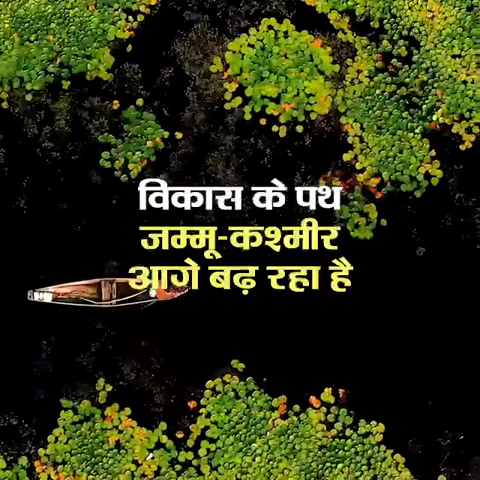 विकास के पथ
जम्मू-कश्मीर
आगे बढ़ रहा है